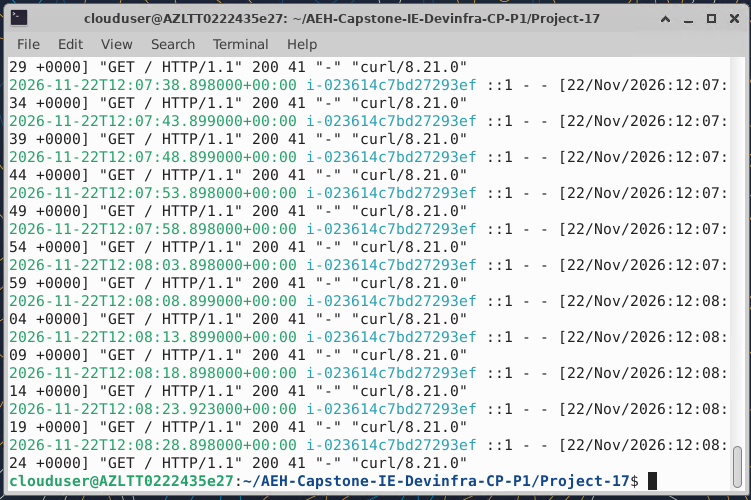 clouduser@AZLTT0222435e27: ~/AEH-Capstone-IE-Devinfra-CP-P1/Project-17
File Edit View Search Terminal Help
29 +0000] "GET / HTTP/1.1" 200 41 "-" "curl/8.21.0"
2026-11-22T12:07:38.898000+00:00 i-023614c7bd27293ef ::1 - - [22/Nov/2026:12:07:
34 +0000] "GET / HTTP/1.1" 200 41 "-" "curl/8.21.0"
2026-11-22T12:07:43.899000+00:00 i-023614c7bd27293ef ::1 - - [22/Nov/2026:12:07:
39 +0000] "GET / HTTP/1.1" 200 41 "-" "curl/8.21.0"
2026-11-22T12:07:48.899000+00:00 i-023614c7bd27293ef ::1 - - [22/Nov/2026:12:07:
44 +0000] "GET / HTTP/1.1" 200 41 "-" "curl/8.21.0"
2026-11-22T12:07:53.898000+00:00 i-023614c7bd27293ef ::1 - - [22/Nov/2026:12:07:
49 +0000] "GET / HTTP/1.1" 200 41 "-" "curl/8.21.0"
2026-11-22T12:07:58.898000+00:00 i-023614c7bd27293ef ::1 - - [22/Nov/2026:12:07:
54 +0000] "GET / HTTP/1.1" 200 41 "-" "curl/8.21.0"
2026-11-22T12:08:03.898000+00:00 i-023614c7bd27293ef ::1 - - [22/Nov/2026:12:07:
59 +0000] "GET / HTTP/1.1" 200 41 "-" "curl/8.21.0"
2026-11-22T12:08:08.899000+00:00 i-023614c7bd27293ef ::1 - - [22/Nov/2026:12:08:
04 +0000] "GET / HTTP/1.1" 200 41 "-" "curl/8.21.0"
2026-11-22T12:08:13.899000+00:00 i-023614c7bd27293ef ::1 - - [22/Nov/2026:12:08:
09 +0000] "GET / HTTP/1.1" 200 41 "-" "curl/8.21.0"
2026-11-22T12:08:18.898000+00:00 i-023614c7bd27293ef ::1 - - [22/Nov/2026:12:08:
14 +0000] "GET / HTTP/1.1" 200 41 "-" "curl/8.21.0"
2026-11-22T12:08:23.923000+00:00 i-023614c7bd27293ef ::1 - - [22/Nov/2026:12:08:
19 +0000] "GET / HTTP/1.1" 200 41 "-" "curl/8.21.0"
2026-11-22T12:08:28.898000+00:00 i-023614c7bd27293ef ::1 - - [22/Nov/2026:12:08:
24 +0000] "GET / HTTP/1.1" 200 41 "-" "curl/8.21.0"
clouduser@AZLTT0222435e27:~/AEH-Capstone-IE-Devinfra-CP-P1/Project-17$